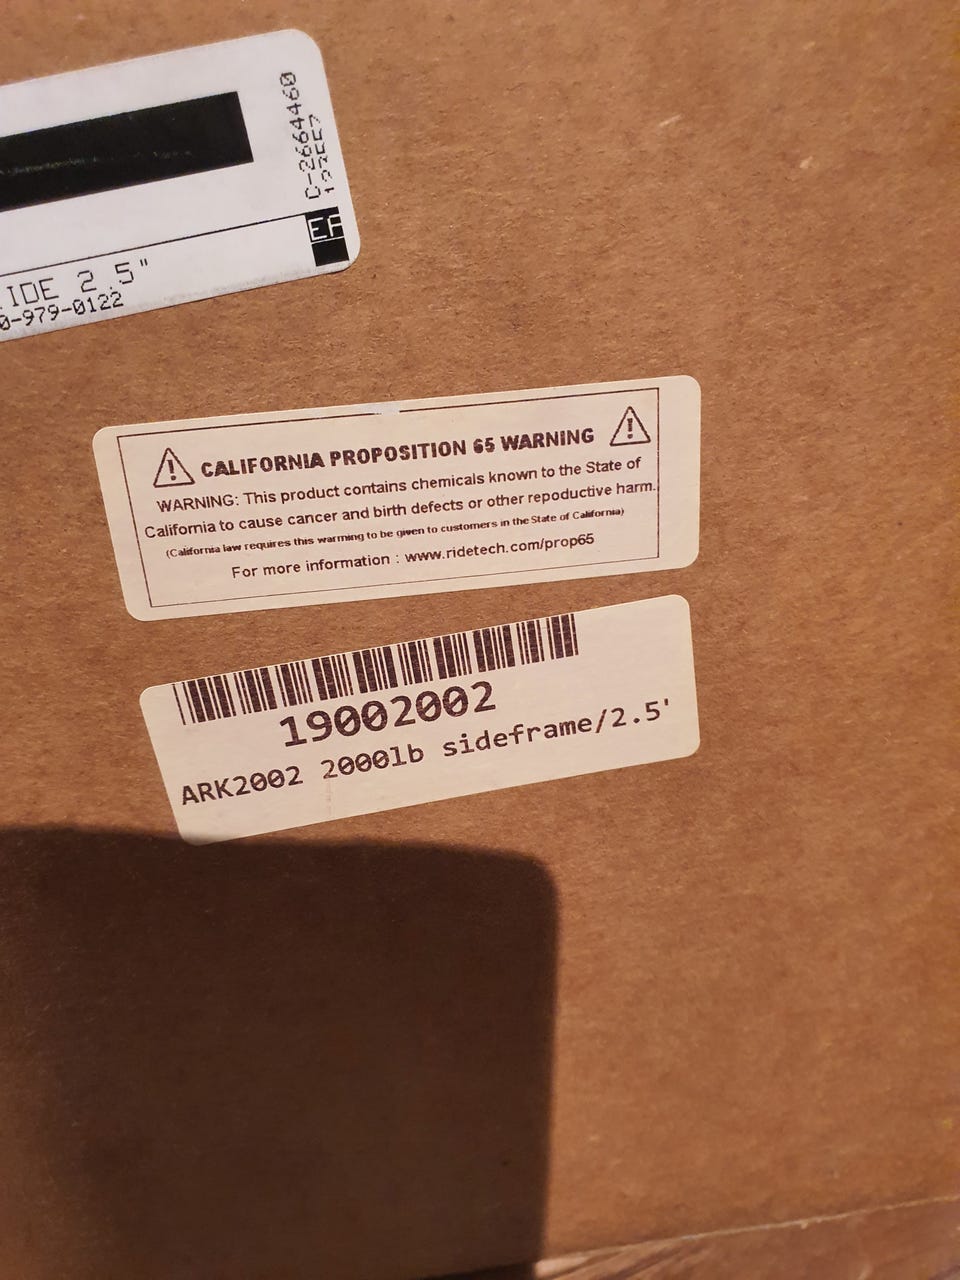 C-2664460
EA
IDE 2.5"
0-979-0122
CALIFORNIA PROPOSITION 65 WARNING
WARNING: This product contains chemicals known to the State of
California to cause cancer and birth defects or other repoductive harm.
(California law requires this warning to be given to customers in the State of California)
For more information : www.ridetech.com/prop65
19002002
ARK2002 2000lb sideframe/2.5'